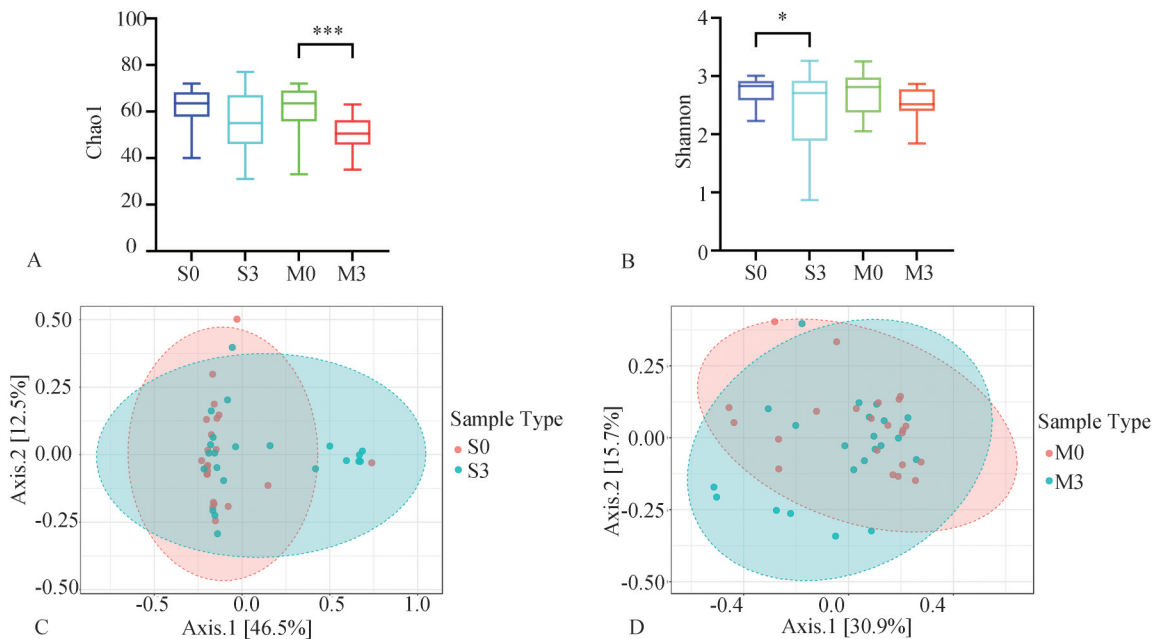 100
80
60
40
20
0
Chao1
***
S0 S3 M0 M3
A
4
3
2
1
0
Shannon
*
S0 S3 M0 M3
B
0.50
0.25
0.00
-0.25
-0.50
Axis.2 [12.5%]
-0.5 0.0 0.5 1.0
Axis.1 [46.5%]
Sample Type
S0
S3
C
0.25
0.00
-0.25
-0.50
Axis.2 [15.7%]
-0.4 0.0 0.4
Axis.1 [30.9%]
Sample Type
M0
M3
D